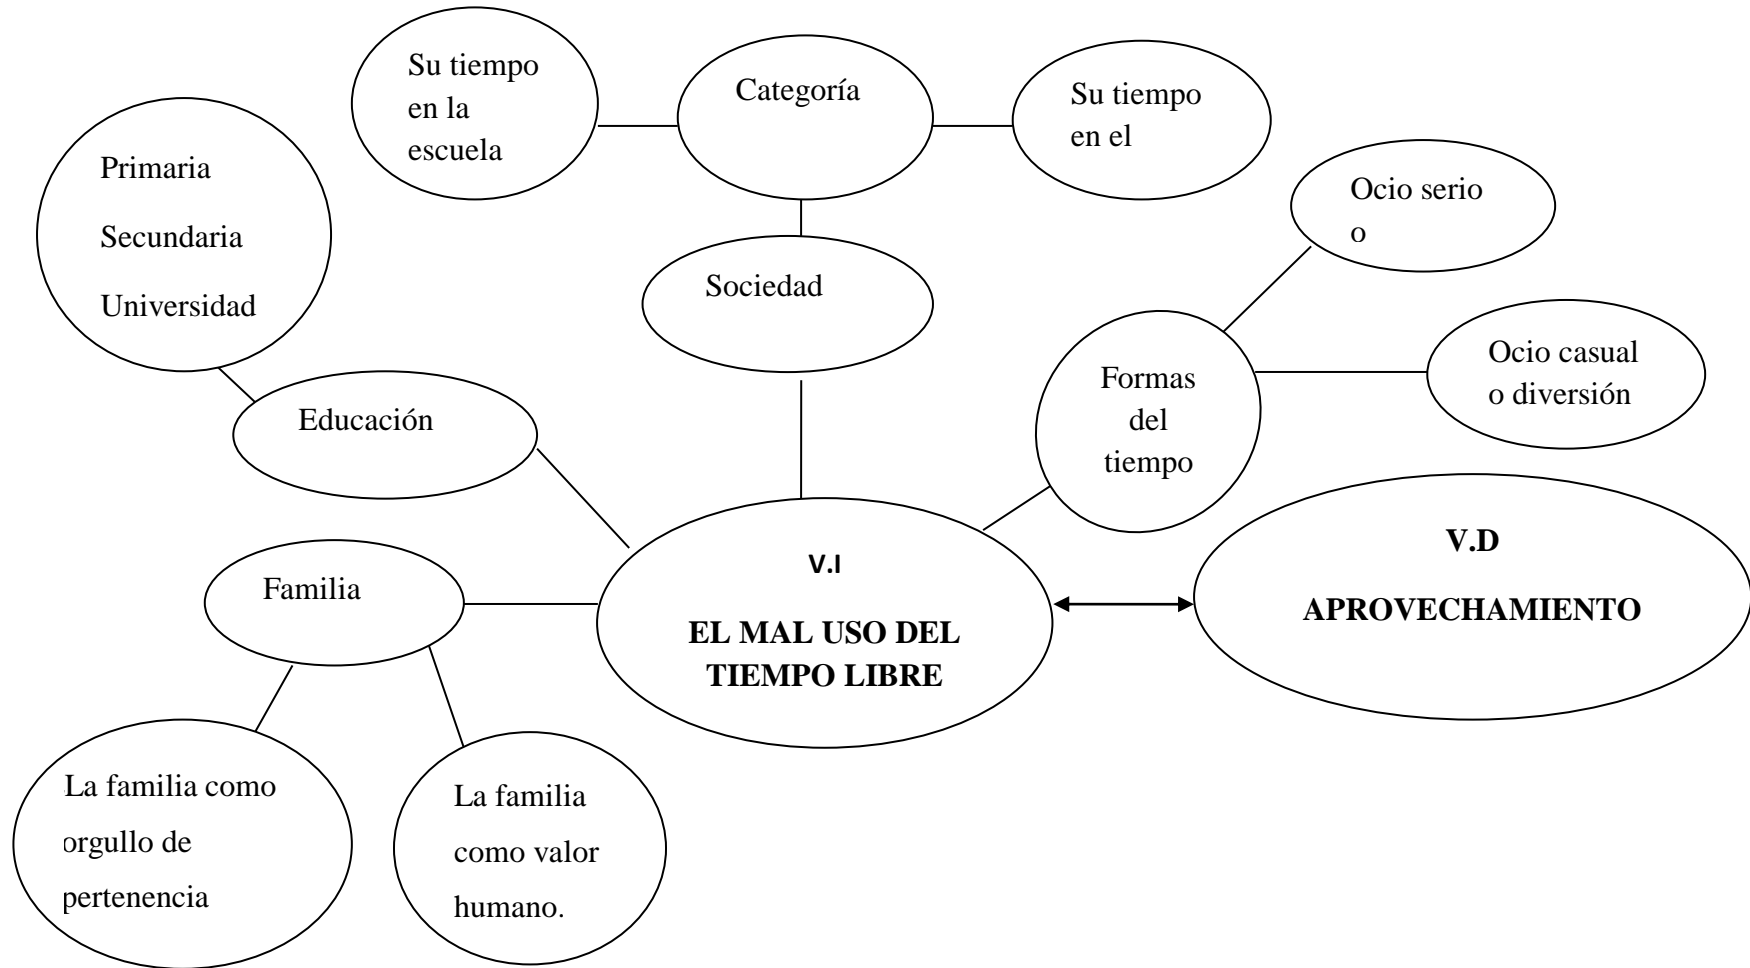 Su tiempo
en la
escuela
Categoría
Su tiempo
en el
Primaria
Secundaria
Universidad
Ocio serio
o
Sociedad
Ocio casual
o diversión
Formas
del
tiempo
Educación
V.I
EL MAL USO DEL
TIEMPO LIBRE
V.D
APROVECHAMIENTO
Familia
La familia como
orgullo de
pertenencia
La familia
como valor
humano.